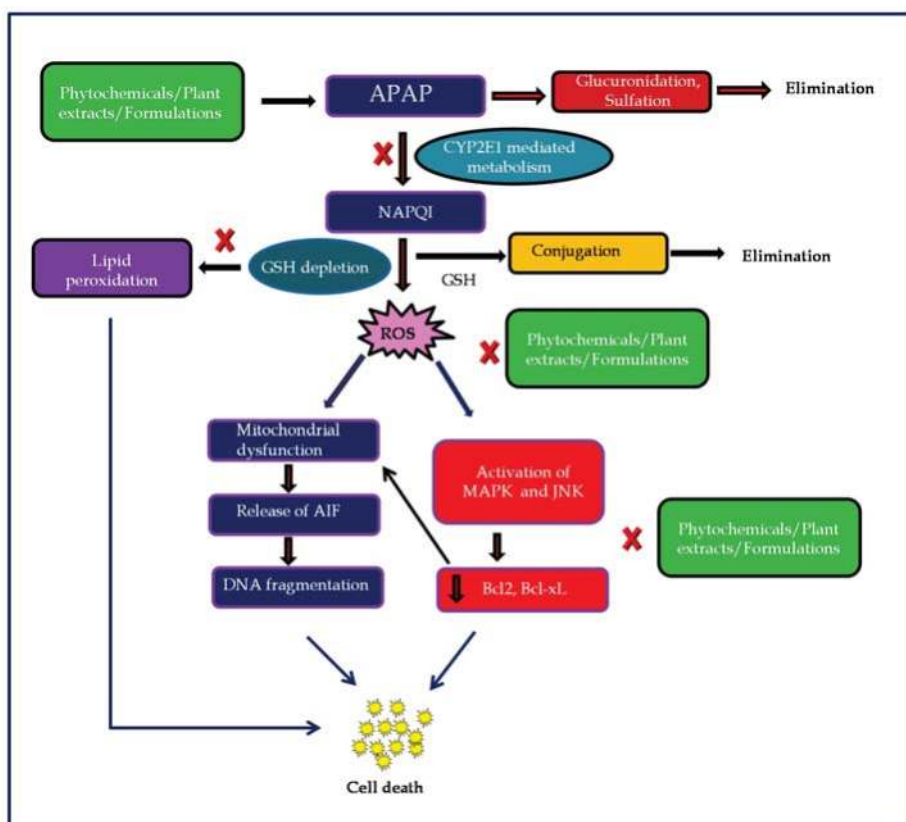 Phytochemicals/Plant
extracts/Formulations
APAP
Glucuronidation,
Sulfation
Elimination
CYP2E1 mediated
metabolism
NAPQI
Lipid
peroxidation
GSH depletion
GSH
Conjugation
Elimination
ROS
Phytochemicals/Plant
extracts/Formulations
Mitochondrial
dysfunction
Activation of
MAPK and JNK
Release of AIF
Phytochemicals/Plant
extracts/Formulations
DNA fragmentation
Bcl2, Bcl-xL
Cell death